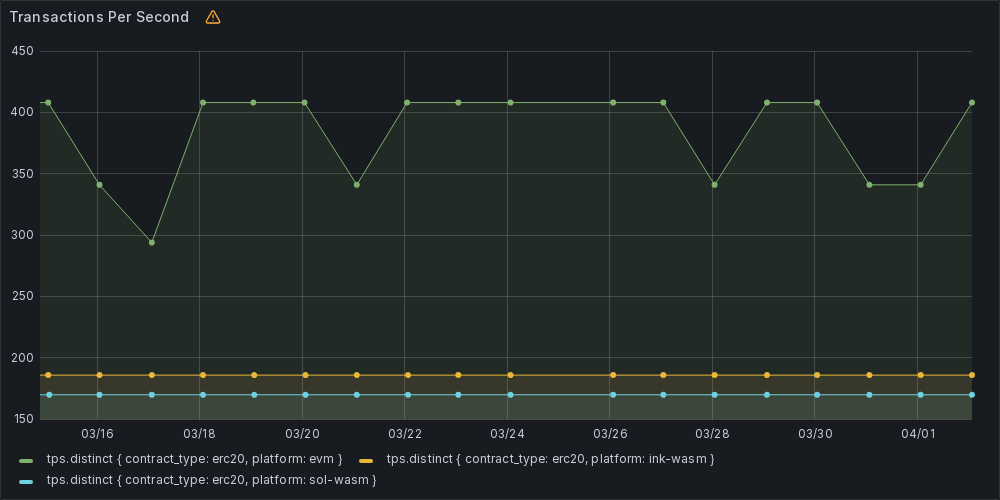 Transactions Per Second
450
400
350
300
250
200
150
03/16 03/18 03/20 03/22 03/24 03/26 03/28 03/30 04/01
tps.distinct { contract_type: erc20, platform: evm } tps.distinct { contract_type: erc20, platform: ink-wasm }
tps.distinct { contract_type: erc20, platform: sol-wasm }